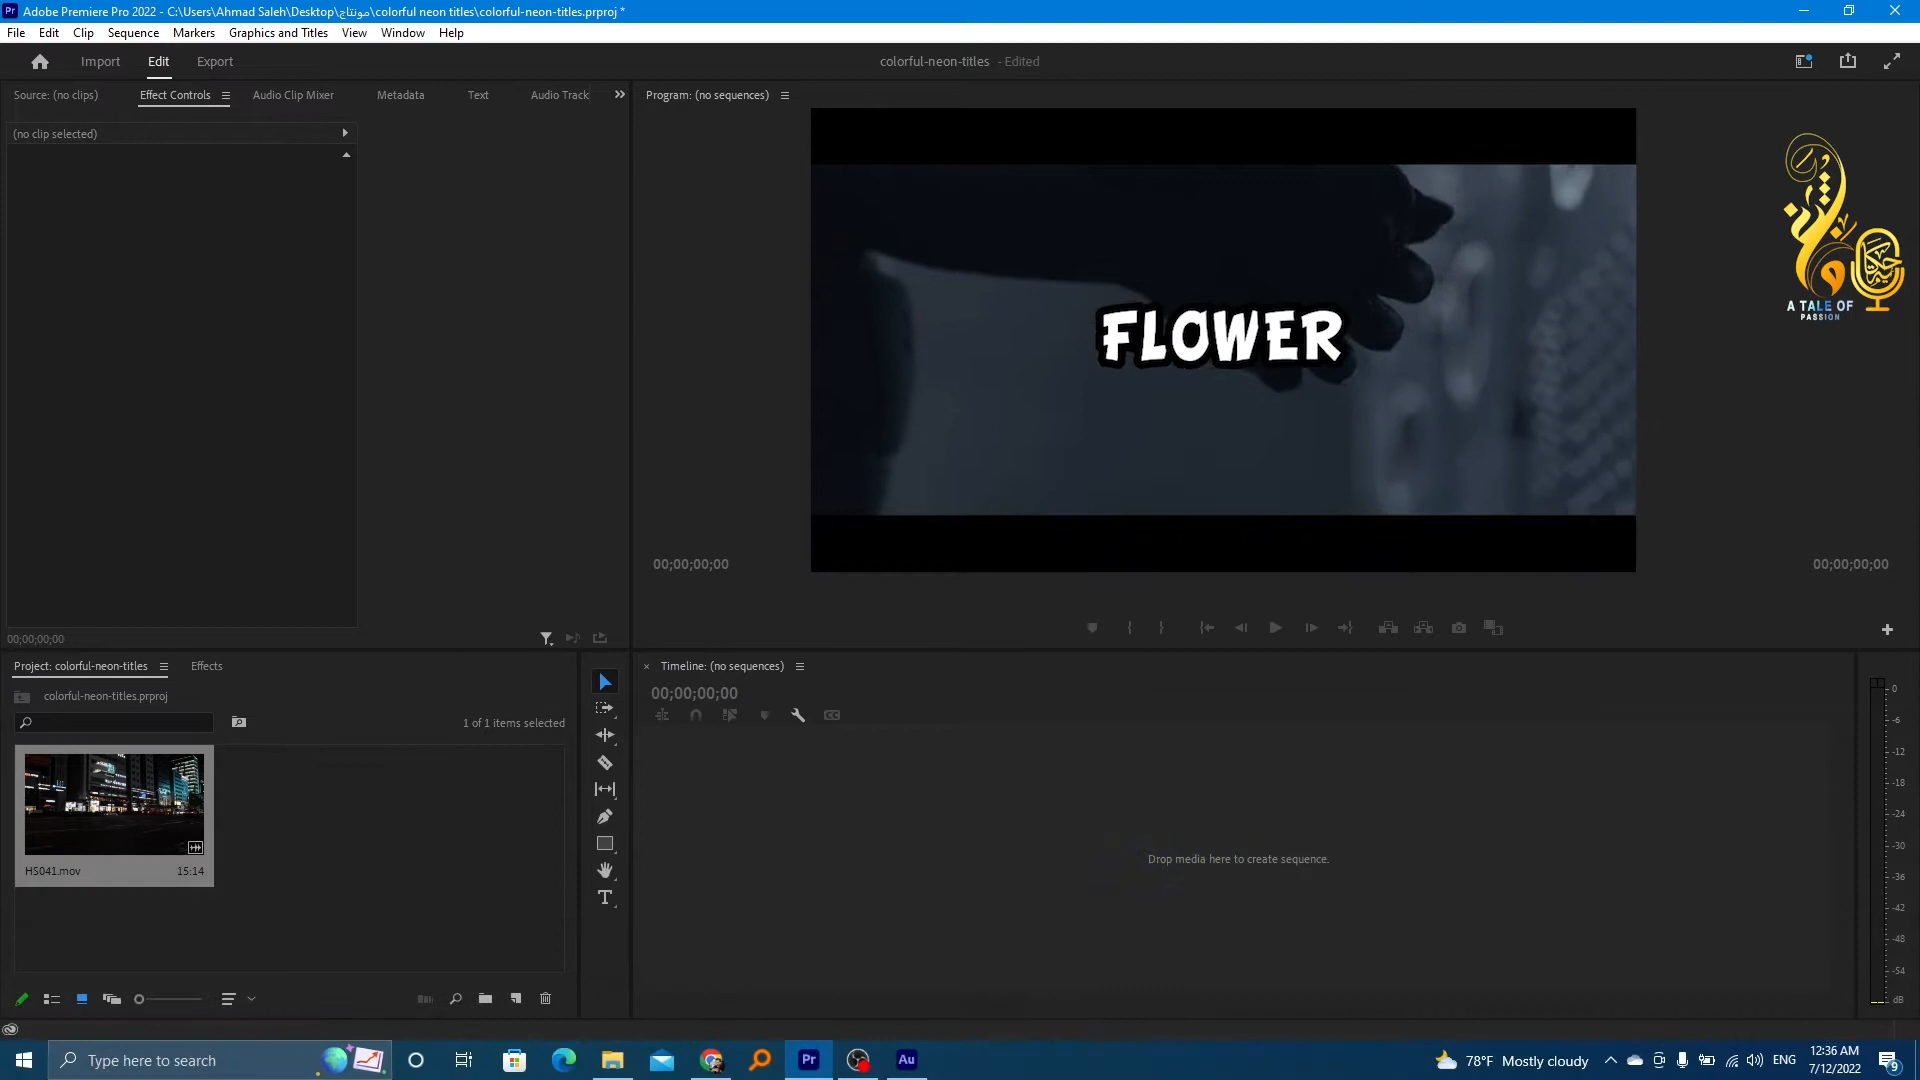 Adobe Premiere Pro 2022 - C:\Users\Ahmad Saleh\Desktop\مونتاج\colorful neon titles\colorful-neon-titles.prproj *
File Edit Clip Sequence Markers Graphics and Titles View Window Help
Import Edit Export
colorful-neon-titles - Edited
Source: (no clips) Effect Controls Audio Clip Mixer Metadata Text Audio Track
Program: (no sequences)
(no clip selected)
FLOWER
A TALE OF
PASSION
00;00;00;00
00;00;00;00
00;00;00;00
Project: colorful-neon-titles Effects
colorful-neon-titles.prproj
1 of 1 items selected
HS041.mov 15:14
Timeline: (no sequences)
00;00;00;00
Drop media here to create sequence.
0
-6
-12
-18
-24
-30
-36
-42
-48
-54
dB
Type here to search
78°F Mostly cloudy
ENG
12:36 AM
7/12/2022
9